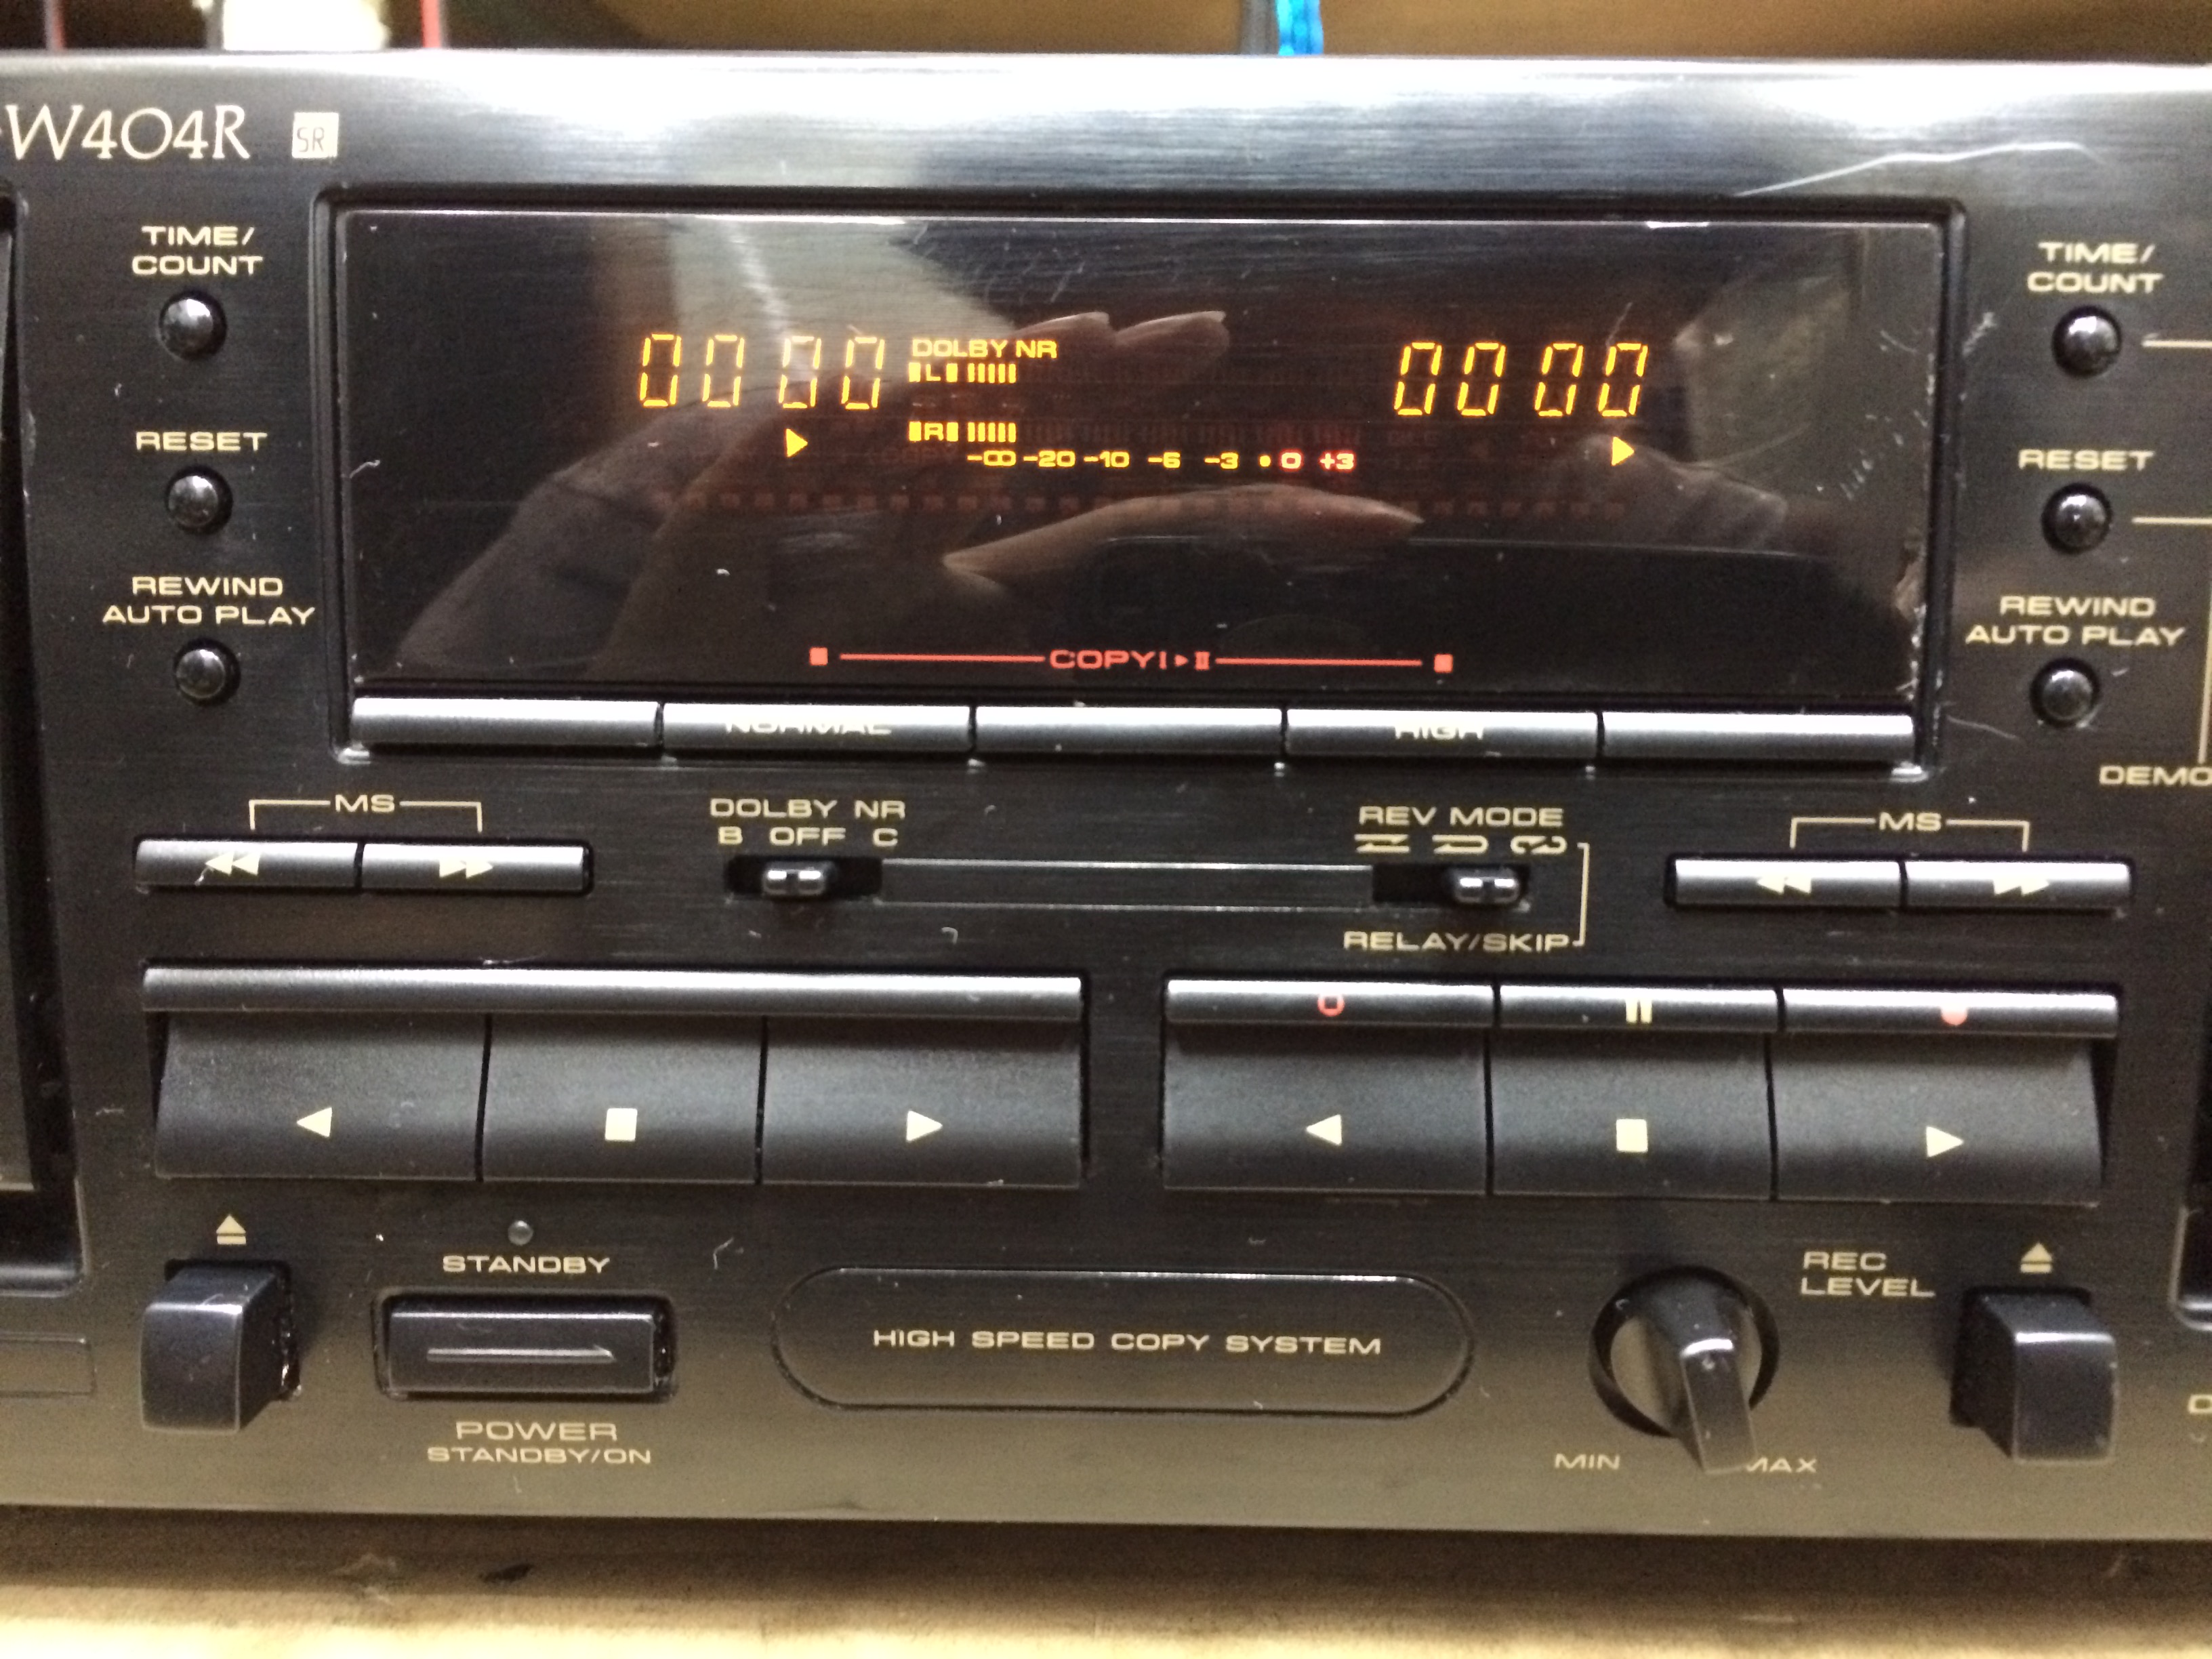 -W404R SR
TIME/
COUNT
TIME/
COUNT
0000 DOLBY NR 0000
L
R
-∞ -20 -10 -6 -3 • 0 +3
RESET
RESET
REWIND
AUTO PLAY
REWIND
AUTO PLAY
COPY I ▸ II
NORMAL HIGH
DEMO
MS
DOLBY NR
B OFF C
REV MODE
MS
RELAY/SKIP
STANDBY
REC
LEVEL
HIGH SPEED COPY SYSTEM
POWER
STANDBY/ON
MIN MAX